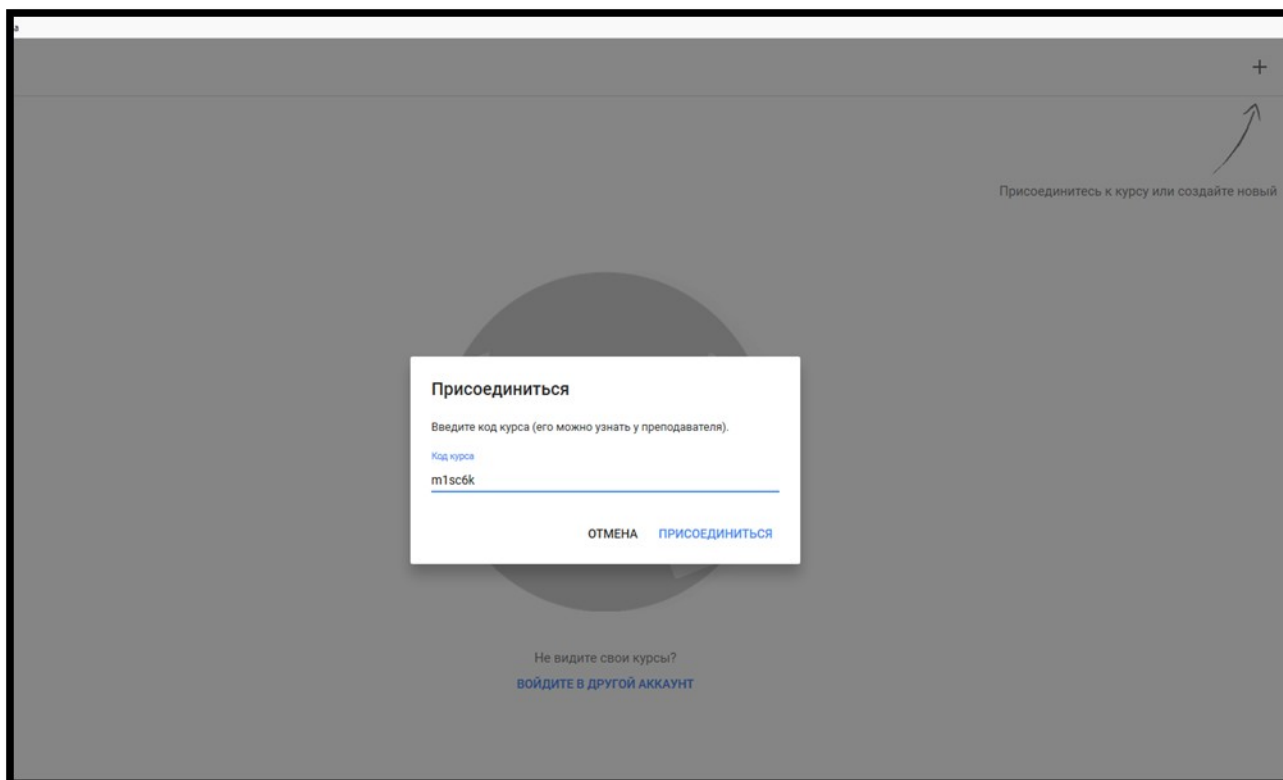 а
+
Присоединитесь к курсу или создайте новый
Присоединиться
Введите код курса (его можно узнать у преподавателя).
Код курса
m1sc6k
ОТМЕНА ПРИСОЕДИНИТЬСЯ
Не видите свои курсы?
ВОЙДИТЕ В ДРУГОЙ АККАУНТ